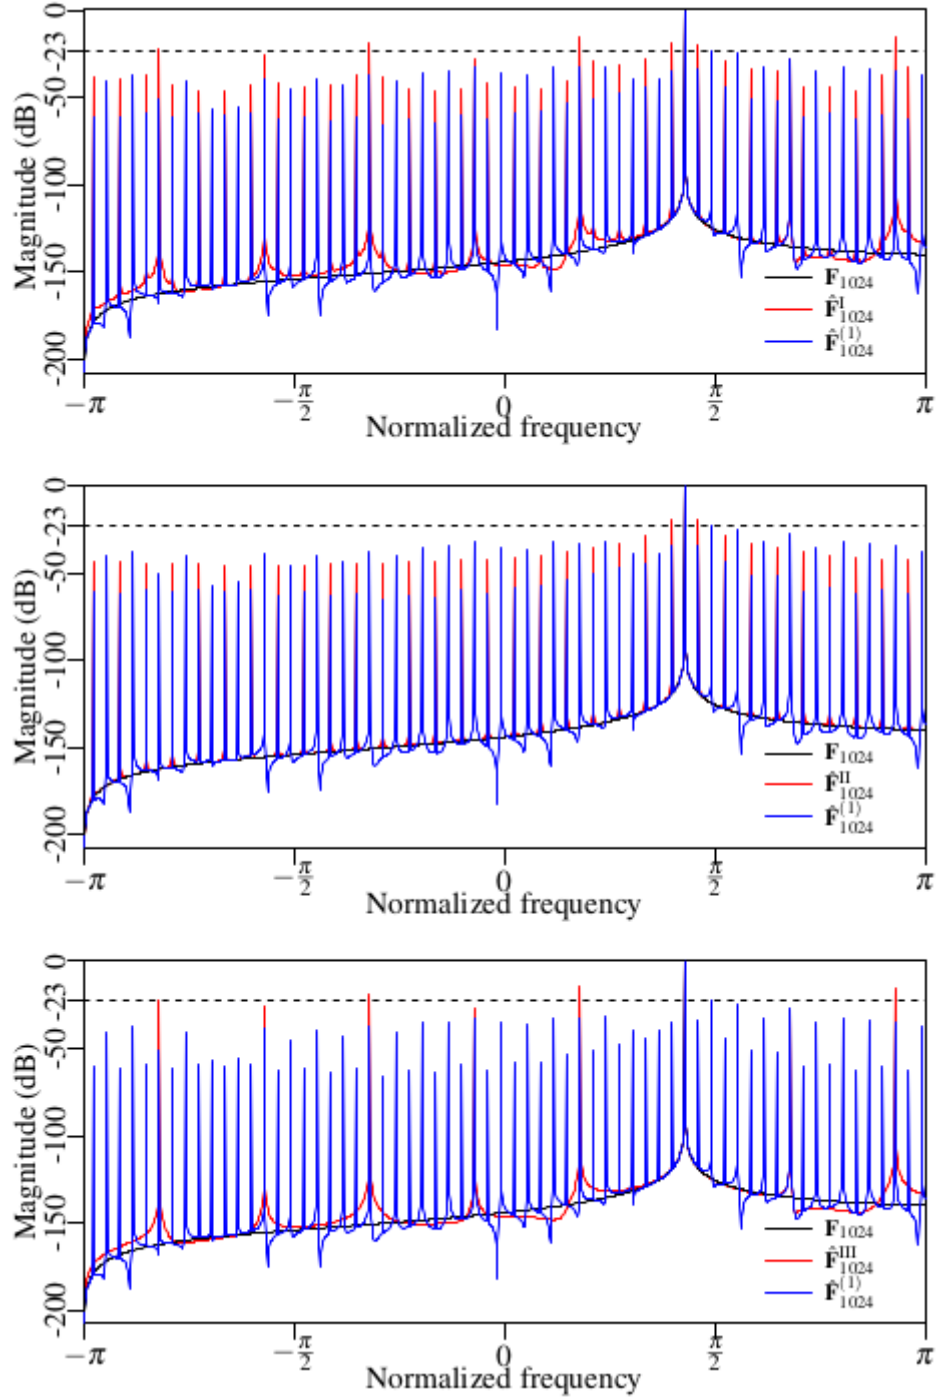 0
-23
-50
-100
-150
-200
Magnitude (dB)
F₁₀₂₄
F̂ᴵ₁₀₂₄
F̂⁽¹⁾₁₀₂₄
−π
−π/2
0
π/2
π
Normalized frequency
0
-23
-50
-100
-150
-200
Magnitude (dB)
F₁₀₂₄
F̂ᴵᴵ₁₀₂₄
F̂⁽¹⁾₁₀₂₄
−π
−π/2
0
π/2
π
Normalized frequency
0
-23
-50
-100
-150
-200
Magnitude (dB)
F₁₀₂₄
F̂ᴵᴵᴵ₁₀₂₄
F̂⁽¹⁾₁₀₂₄
−π
−π/2
0
π/2
π
Normalized frequency